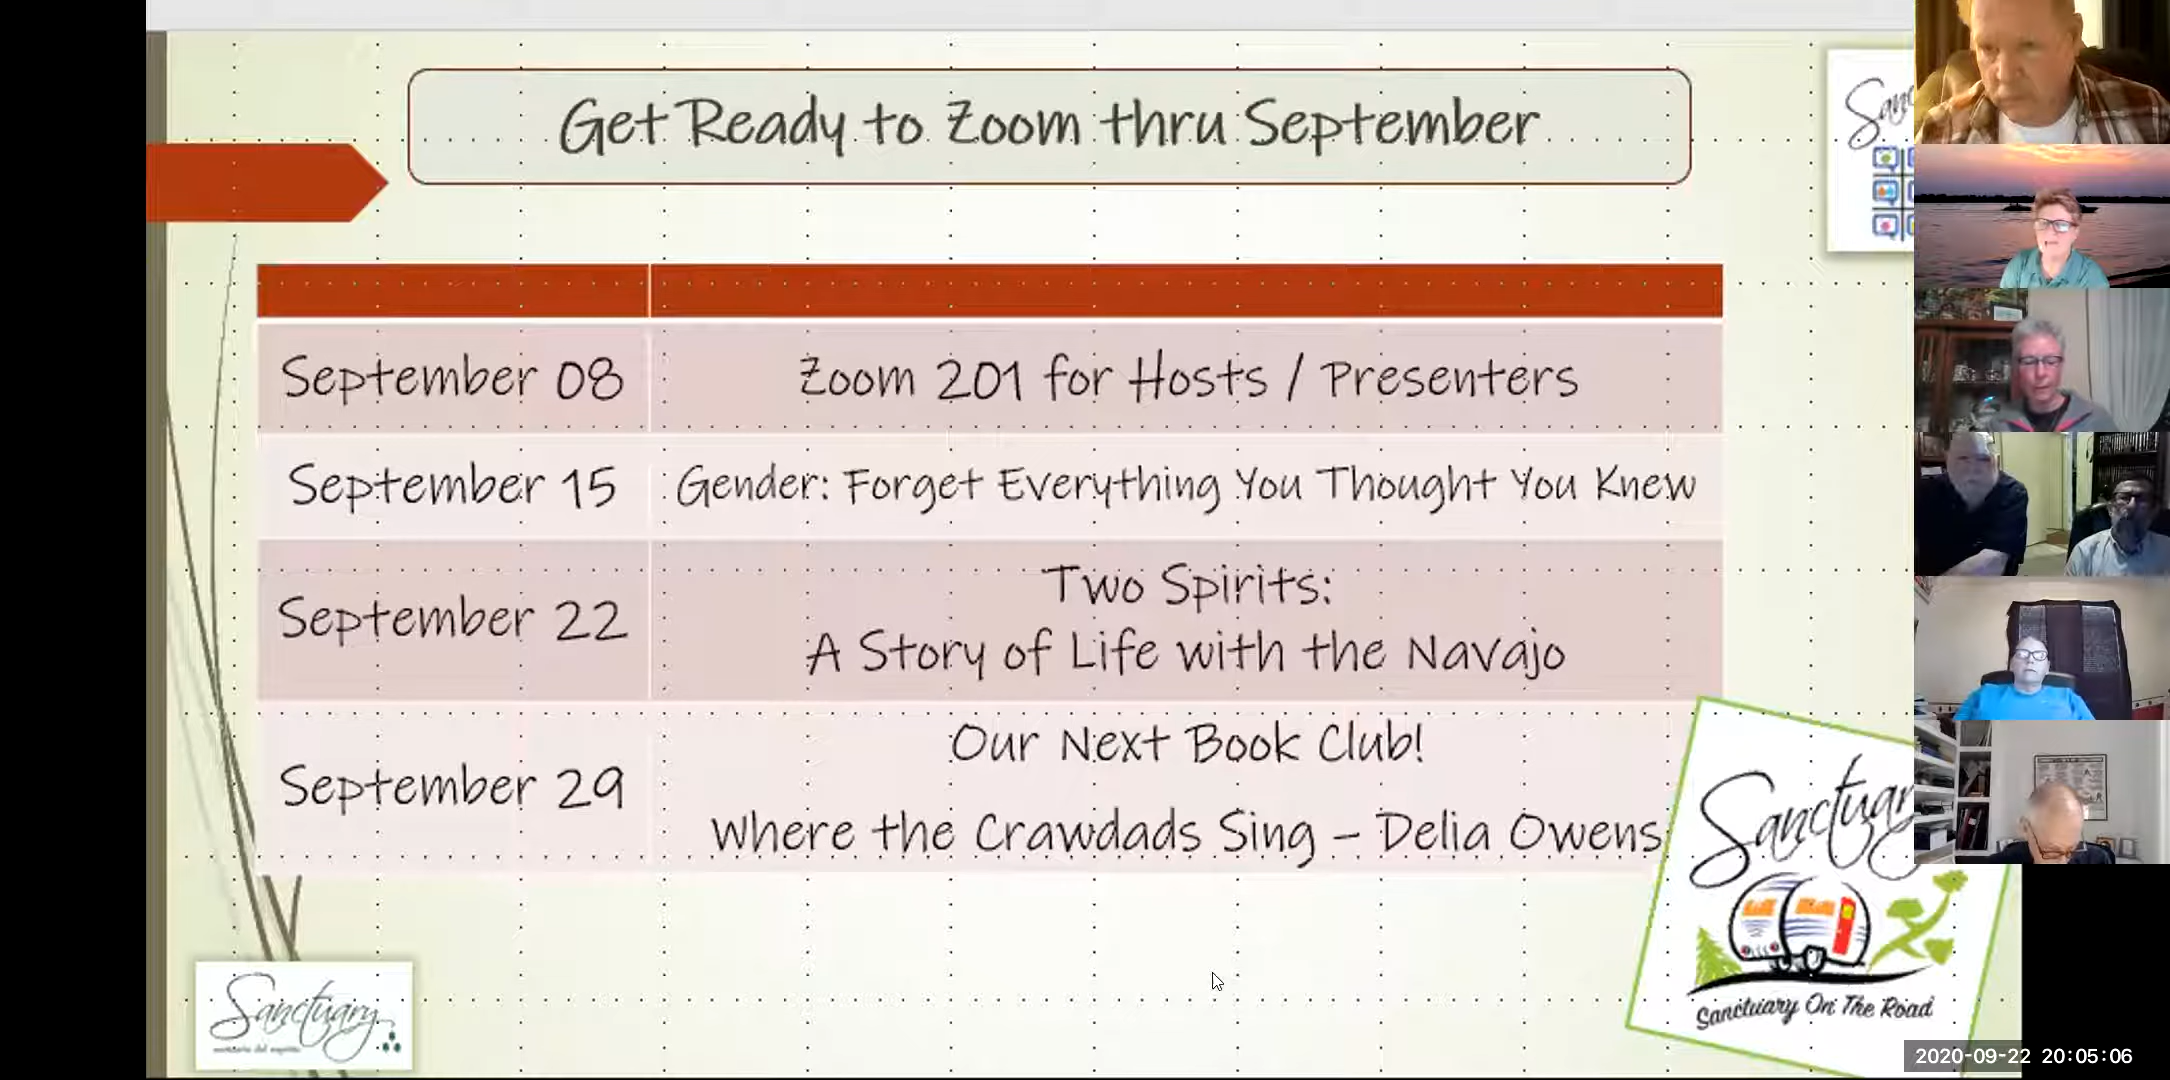 Get Ready to Zoom thru September
September 08
Zoom 201 for Hosts / Presenters
September 15
Gender: Forget Everything You Thought You Knew
September 22
Two Spirits:
A Story of Life with the Navajo
September 29
Our Next Book Club!
Where the Crawdads Sing – Delia Owens
Sanctuary
Sanctuary On The Road
Sanctuary
2020-09-22 20:05:06